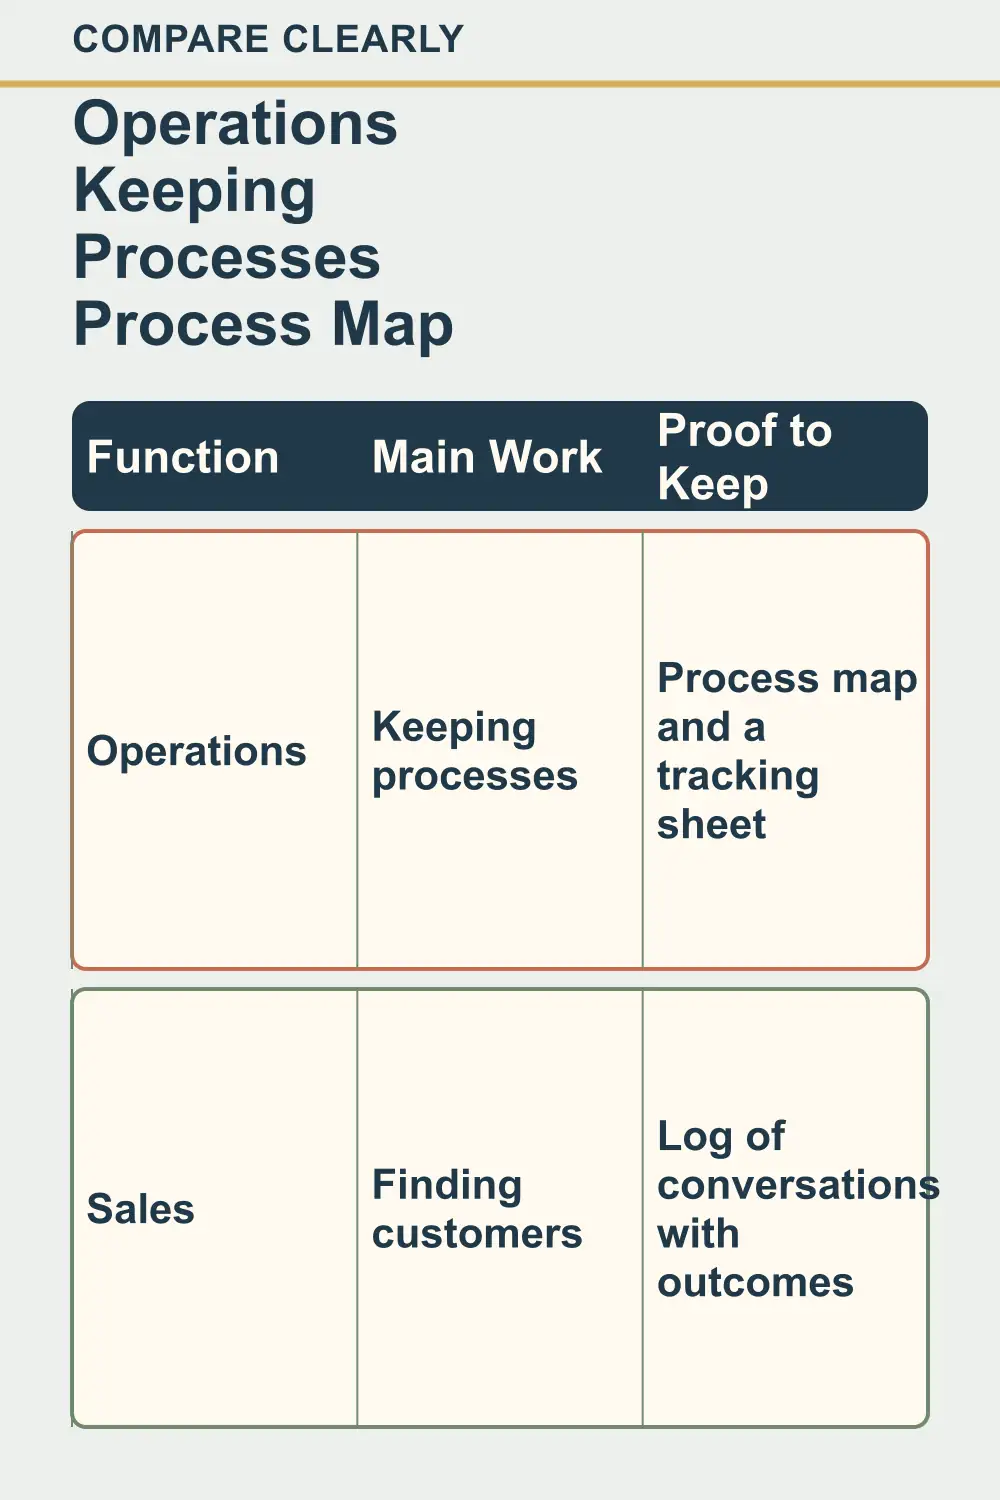 COMPARE CLEARLY
Operations
Keeping
Processes
Process Map
Function
Main Work
Proof to
Keep
Operations
Keeping
processes
Process map
and a
tracking
sheet
Sales
Finding
customers
Log of
conversations
with
outcomes